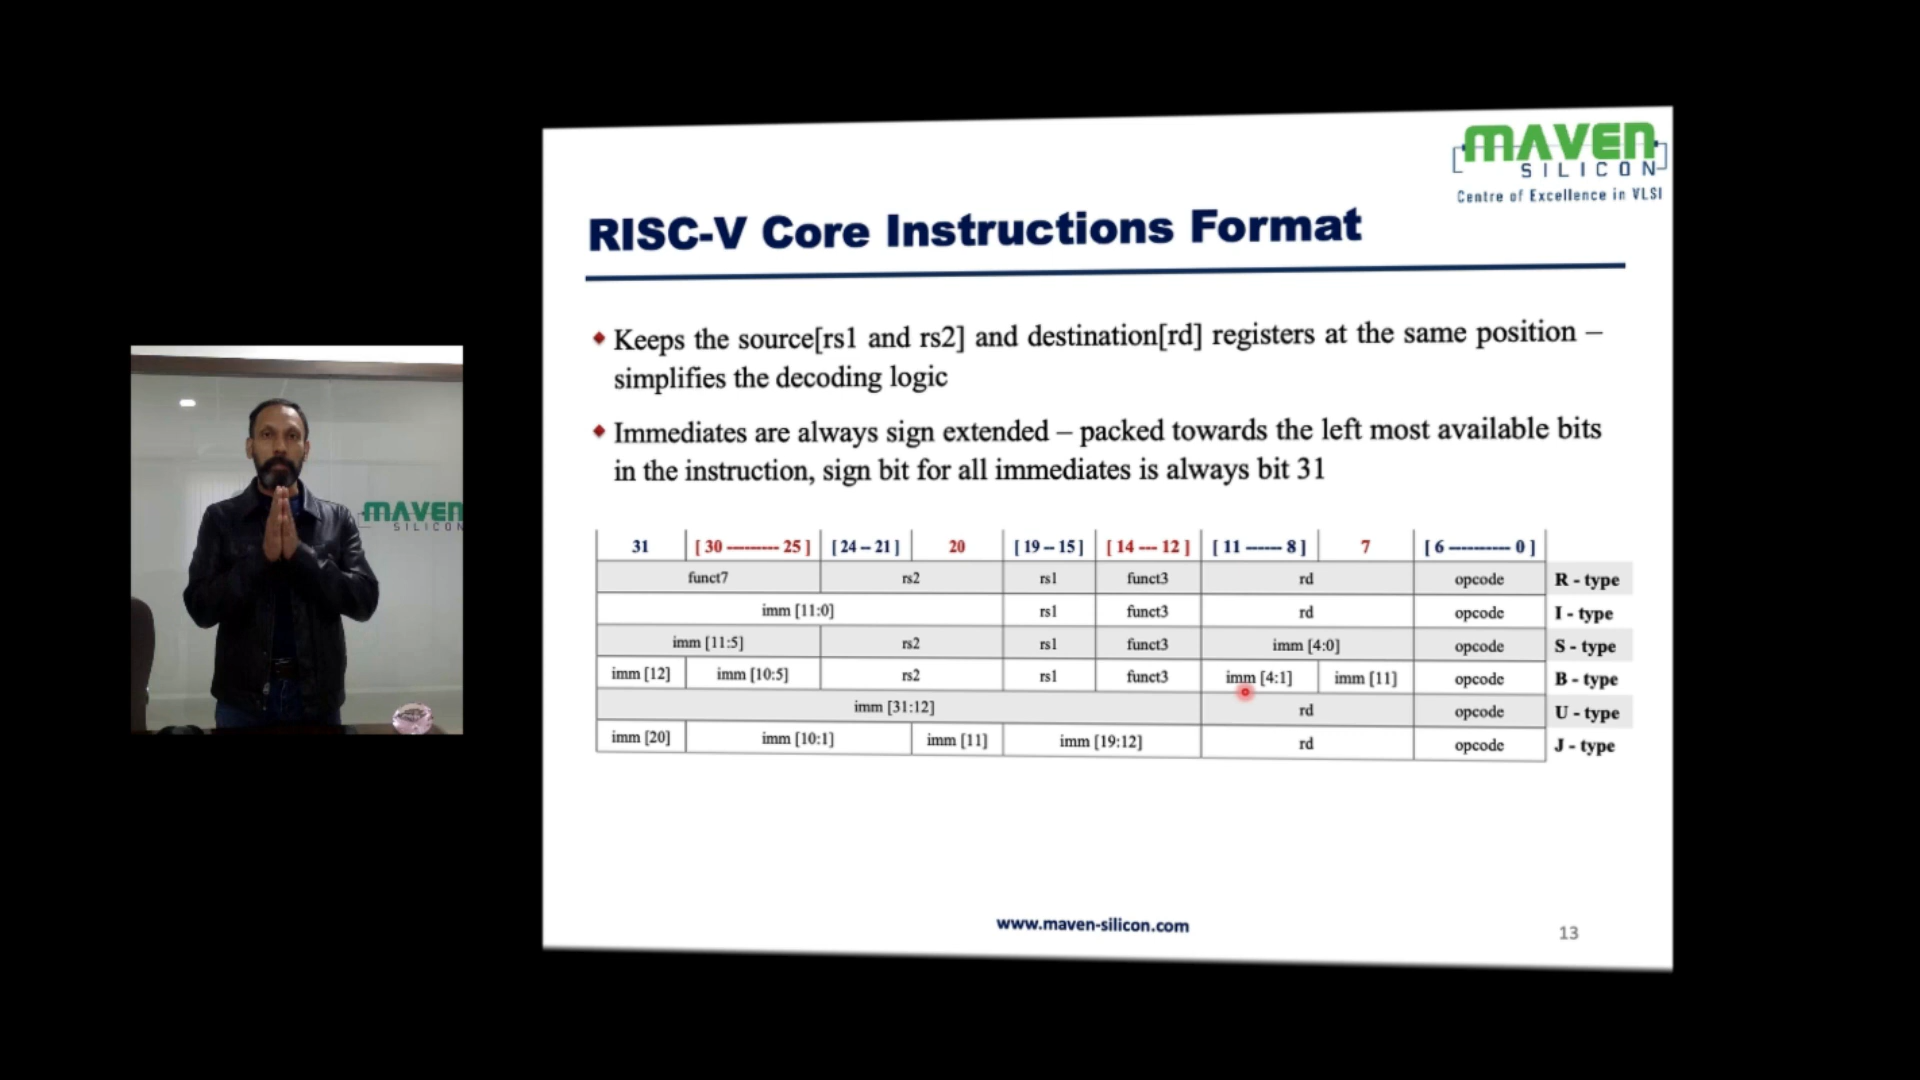 MAVEN
SILICON
Centre of Excellence in VLSI
RISC-V Core Instructions Format
Keeps the source[rs1 and rs2] and destination[rd] registers at the same position –
simplifies the decoding logic
Immediates are always sign extended – packed towards the left most available bits
in the instruction, sign bit for all immediates is always bit 31
31 [ 30 --------- 25 ] [ 24 – 21 ] 20 [ 19 – 15 ] [ 14 --- 12 ] [ 11 ------ 8 ] 7 [ 6 ---------- 0 ]
funct7 rs2 rs1 funct3 rd opcode R - type
imm [11:0] rs1 funct3 rd opcode I - type
imm [11:5] rs2 rs1 funct3 imm [4:0] opcode S - type
imm [12] imm [10:5] rs2 rs1 funct3 imm [4:1] imm [11] opcode B - type
imm [31:12] rd opcode U - type
imm [20] imm [10:1] imm [11] imm [19:12] rd opcode J - type
www.maven-silicon.com
13
MAVEN
SILICON